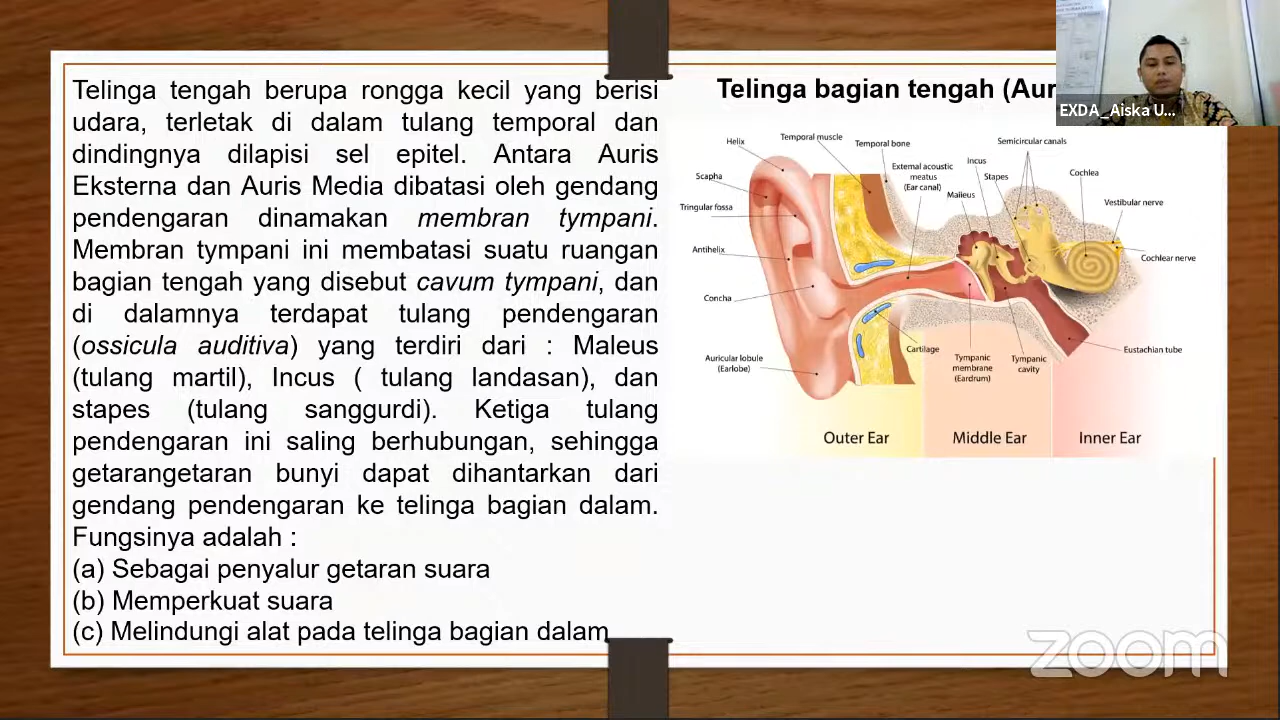 Telinga tengah berupa rongga kecil yang berisi
udara, terletak di dalam tulang temporal dan
dindingnya dilapisi sel epitel. Antara Auris
Eksterna dan Auris Media dibatasi oleh gendang
pendengaran dinamakan membran tympani.
Membran tympani ini membatasi suatu ruangan
bagian tengah yang disebut cavum tympani, dan
di dalamnya terdapat tulang pendengaran
(ossicula auditiva) yang terdiri dari : Maleus
(tulang martil), Incus ( tulang landasan), dan
stapes (tulang sanggurdi). Ketiga tulang
pendengaran ini saling berhubungan, sehingga
getarangetaran bunyi dapat dihantarkan dari
gendang pendengaran ke telinga bagian dalam.
Fungsinya adalah :
(a) Sebagai penyalur getaran suara
(b) Memperkuat suara
(c) Melindungi alat pada telinga bagian dalam
Telinga bagian tengah (Aur
EXDA_Aiska U...
Helix
Temporal muscle
Temporal bone
Semicircular canals
Scapha
External acoustic
meatus
(Ear canal)
Incus
Stapes
Malleus
Cochlea
Tringular fossa
Vestibular nerve
Antihelix
Cochlear nerve
Concha
Auricular lobule
(Earlobe)
Cartilage
Tympanic
membrane
(Eardrum)
Tympanic
cavity
Eustachian tube
Outer Ear
Middle Ear
Inner Ear
zoom